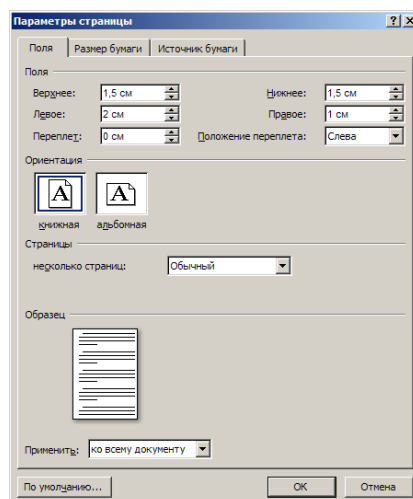 Параметры страницы
Поля Размер бумаги Источник бумаги
Поля
Верхнее: 1,5 см Нижнее: 1,5 см
Левое: 2 см Правое: 1 см
Переплет: 0 см Положение переплета: Слева
Ориентация
A A
книжная альбомная
Страницы
несколько страниц: Обычный
Образец
Применить: ко всему документу
По умолчанию... ОК Отмена